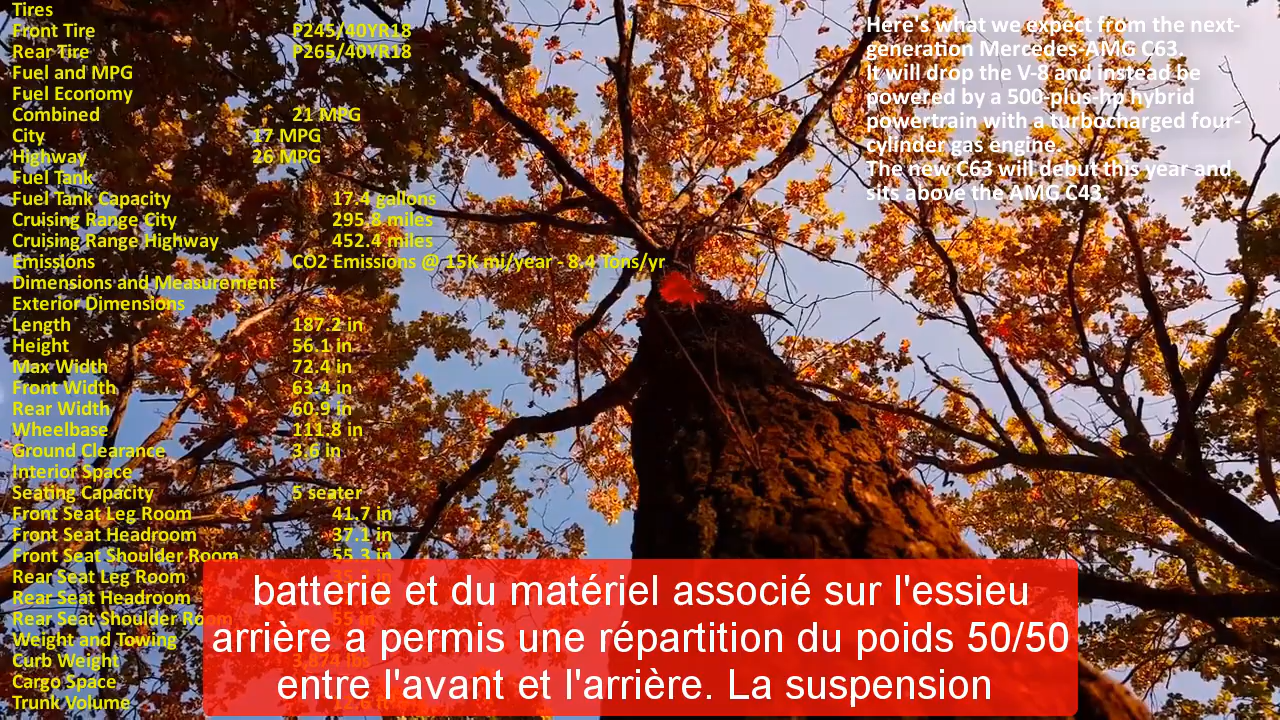 Tires
Front Tire P245/40YR18
Rear Tire P265/40YR18
Fuel and MPG
Fuel Economy
Combined 21 MPG
City 17 MPG
Highway 26 MPG
Fuel Tank
Fuel Tank Capacity 17.4 gallons
Cruising Range City 295.8 miles
Cruising Range Highway 452.4 miles
Emissions CO2 Emissions @ 15K mi/year - 8.4 Tons/yr
Dimensions and Measurement
Exterior Dimensions
Length 187.2 in
Height 56.1 in
Max Width 72.4 in
Front Width 63.4 in
Rear Width 60.9 in
Wheelbase 111.8 in
Ground Clearance 3.6 in
Interior Space
Seating Capacity 5 seater
Front Seat Leg Room 41.7 in
Front Seat Headroom 37.1 in
Front Seat Shoulder Room 55.3 in
Rear Seat Leg Room
Rear Seat Headroom
Rear Seat Shoulder Room 55 in
Weight and Towing
Curb Weight 3,874 lbs
Cargo Space
Trunk Volume 12.6
Here's what we expect from the next-
generation Mercedes-AMG C63.
It will drop the V-8 and instead be
powered by a 500-plus-hp hybrid
powertrain with a turbocharged four-
cylinder gas engine.
The new C63 will debut this year and
sits above the AMG C43.
batterie et du matériel associé sur l'essieu
arrière a permis une répartition du poids 50/50
entre l'avant et l'arrière. La suspension